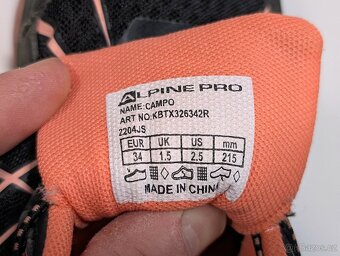 ALPINE PRO
NAME:CAMPO
ART NO.:KBTX326342R
2204JS
EUR UK US mm
34 1.5 2.5 215
MADE IN CHINA